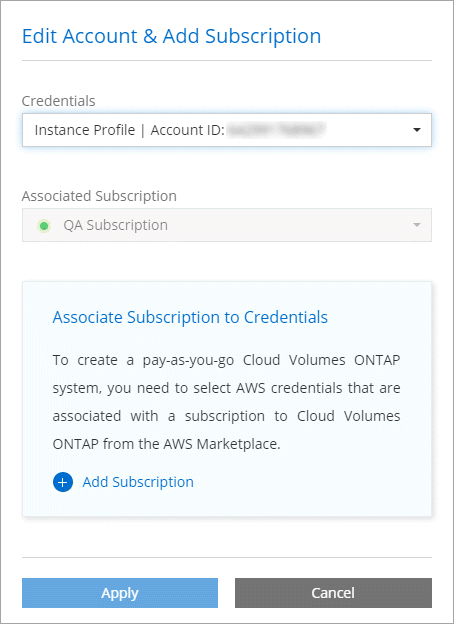 Edit Account & Add Subscription
Credentials
Instance Profile | Account ID:
Associated Subscription
QA Subscription
Associate Subscription to Credentials
To create a pay-as-you-go Cloud Volumes ONTAP
system, you need to select AWS credentials that are
associated with a subscription to Cloud Volumes
ONTAP from the AWS Marketplace.
Add Subscription
Apply
Cancel